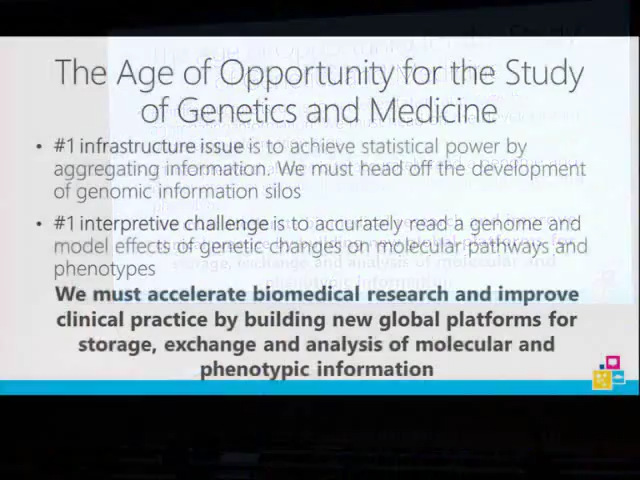 The Age of Opportunity for the Study
of Genetics and Medicine
• #1 infrastructure issue is to achieve statistical power by
aggregating information. We must head off the development
of genomic information silos
• #1 interpretive challenge is to accurately read a genome and
model effects of genetic changes on molecular pathways and
phenotypes
We must accelerate biomedical research and improve
clinical practice by building new global platforms for
storage, exchange and analysis of molecular and
phenotypic information